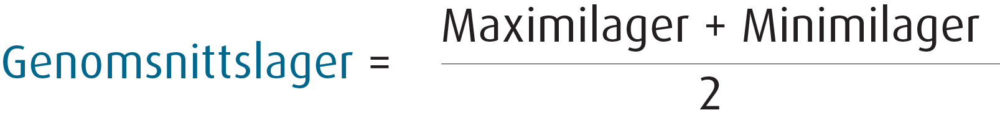 Maximilager + Minimilager
Genomsnittslager =
2